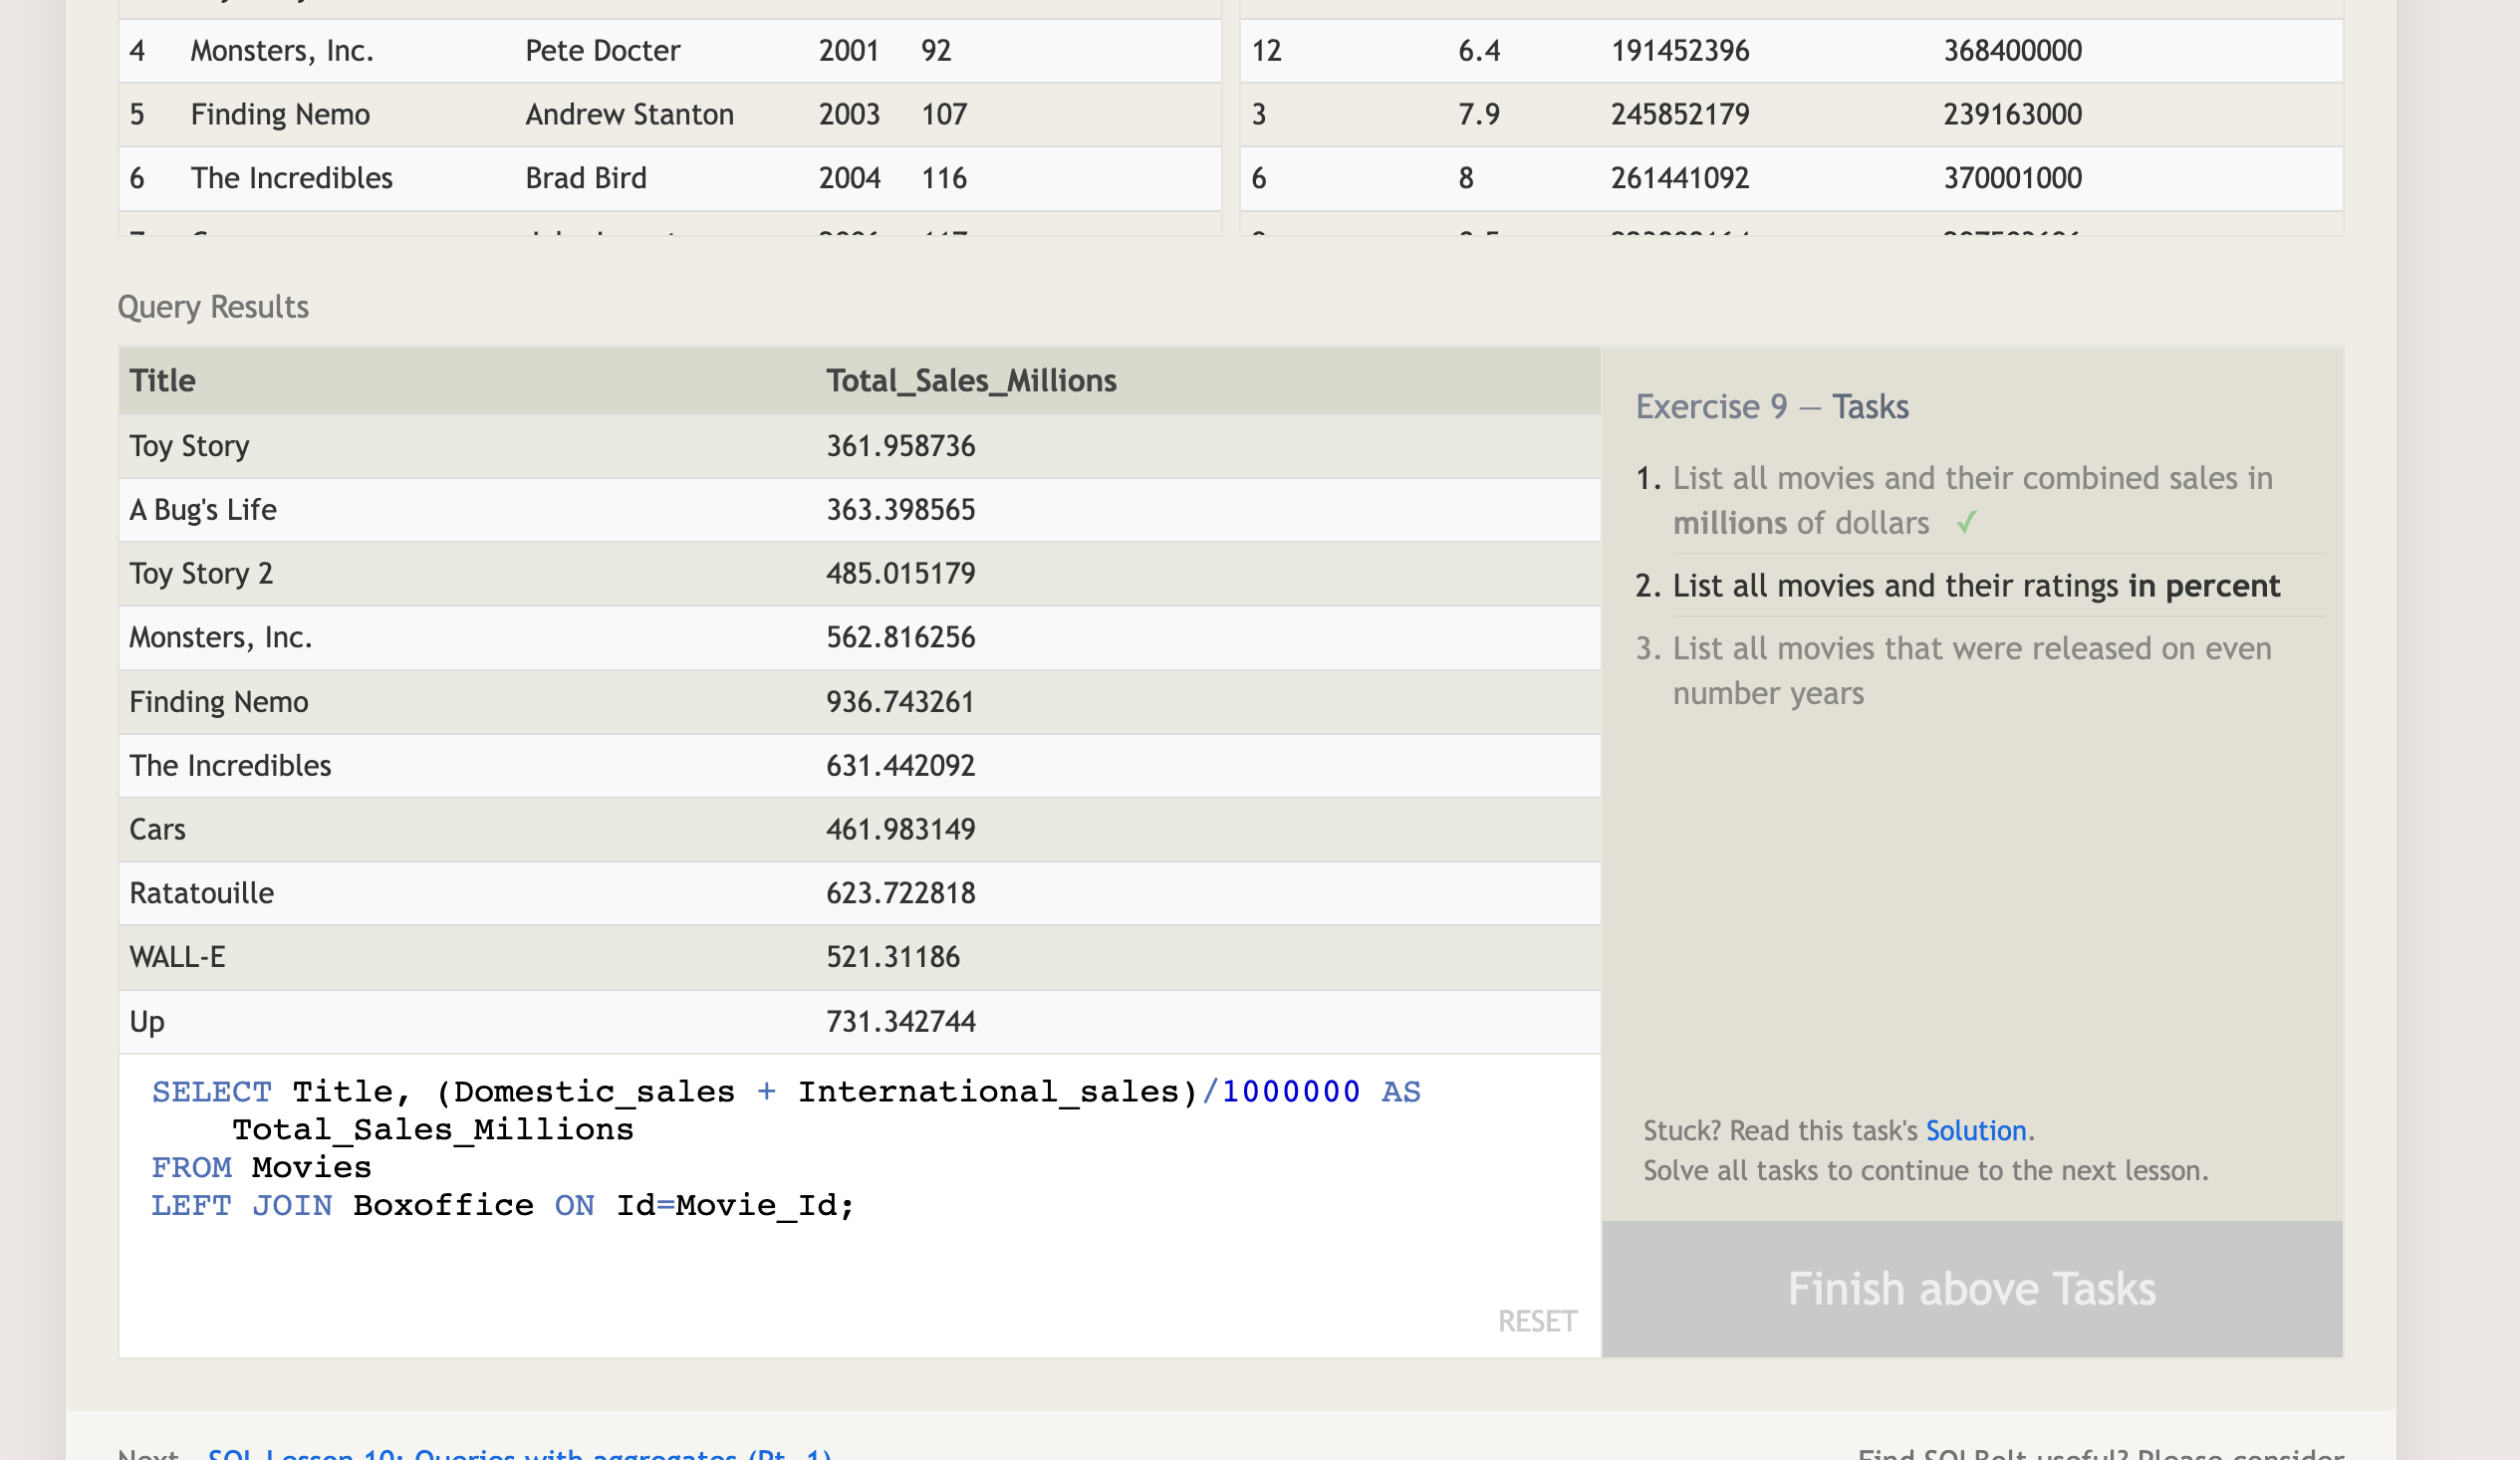 4 Monsters, Inc. Pete Docter 2001 92 12 6.4 191452396 368400000
5 Finding Nemo Andrew Stanton 2003 107 3 7.9 245852179 239163000
6 The Incredibles Brad Bird 2004 116 6 8 261441092 370001000
Query Results
Title Total_Sales_Millions
Toy Story 361.958736
A Bug's Life 363.398565
Toy Story 2 485.015179
Monsters, Inc. 562.816256
Finding Nemo 936.743261
The Incredibles 631.442092
Cars 461.983149
Ratatouille 623.722818
WALL-E 521.31186
Up 731.342744
SELECT Title, (Domestic_sales + International_sales)/1000000 AS
Total_Sales_Millions
FROM Movies
LEFT JOIN Boxoffice ON Id=Movie_Id;
RESET
Exercise 9 — Tasks
1. List all movies and their combined sales in
millions of dollars ✓
2. List all movies and their ratings in percent
3. List all movies that were released on even
number years
Stuck? Read this task's Solution.
Solve all tasks to continue to the next lesson.
Finish above Tasks
Next – SQL Lesson 10: Queries with aggregates (Pt. 1)
Find SQLBolt useful? Please consider